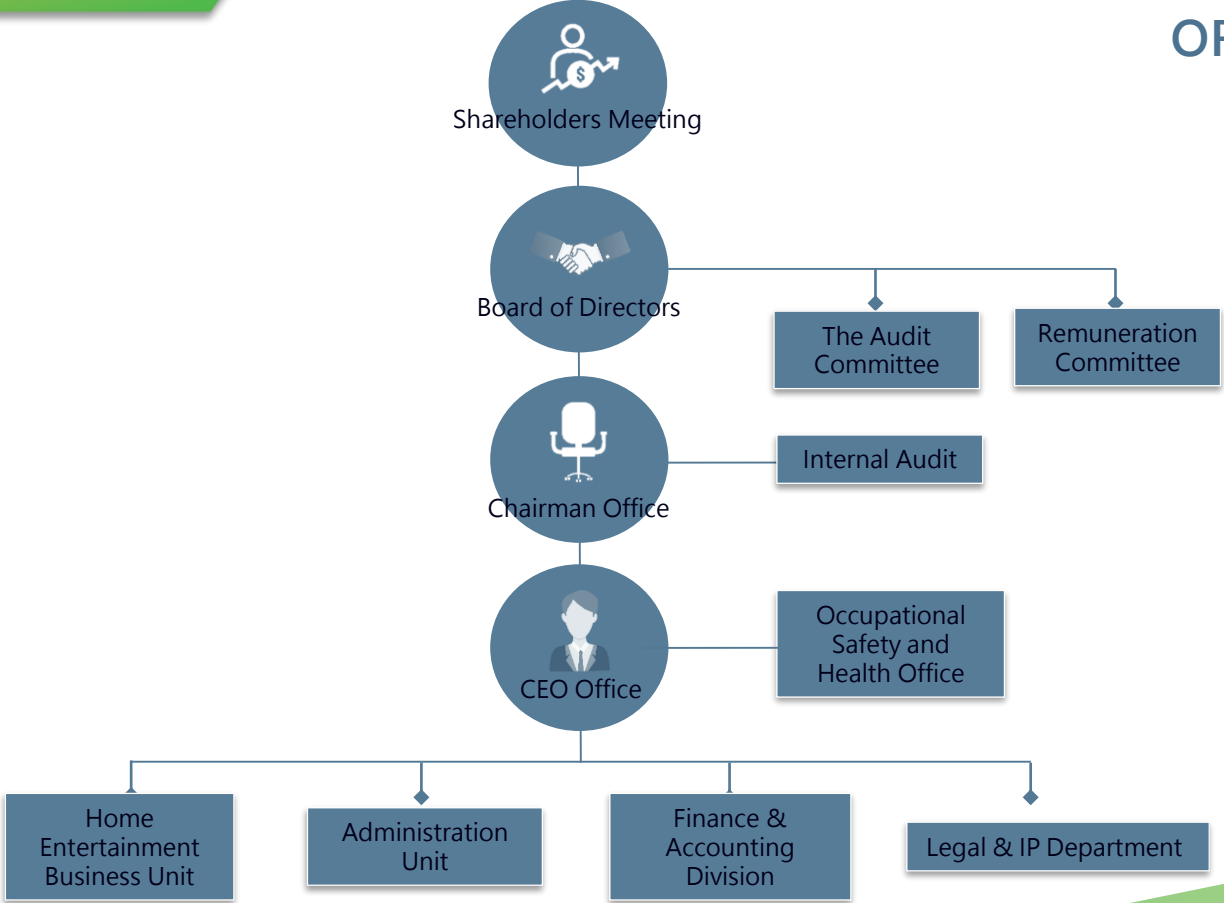 Shareholders Meeting
Board of Directors
The Audit
Committee
Remuneration
Committee
Chairman Office
Internal Audit
CEO Office
Occupational
Safety and
Health Office
Home
Entertainment
Business Unit
Administration
Unit
Finance &
Accounting
Division
Legal & IP Department